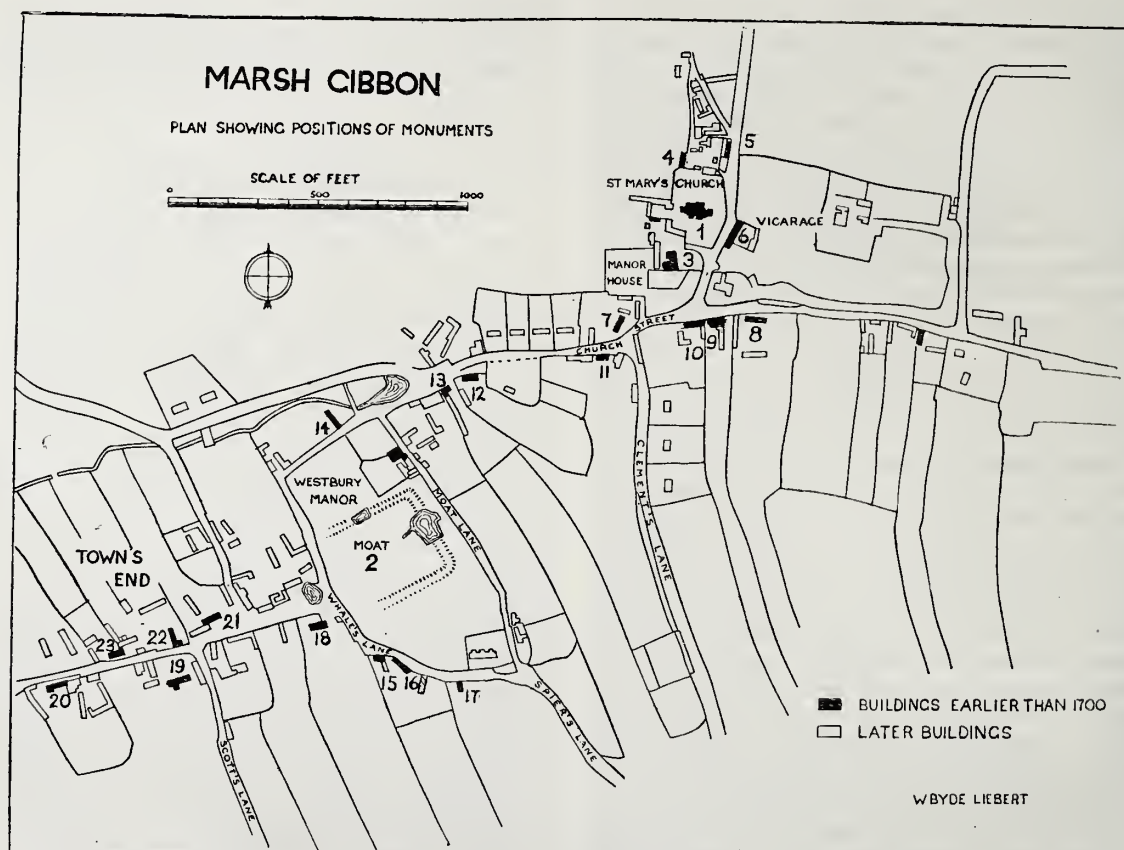 MARSH GIBBON
PLAN SHOWING POSITIONS OF MONUMENTS
SCALE OF FEET
0 500 1000
5
4
ST MARY'S CHURCH
1
VICARAGE
6
3
MANOR
HOUSE
7
CHURCH STREET
8
9
10
11
13
12
14
CLEMENT'S LANE
WESTBURY
MANOR
MOAT LANE
MOAT
2
TOWN'S
END
WHALE'S LANE
21
18
22
23
19
20
15
16
17
SPIER'S LANE
SCOTT'S LANE
BUILDINGS EARLIER THAN 1700
LATER BUILDINGS
W BYDE LIEBERT